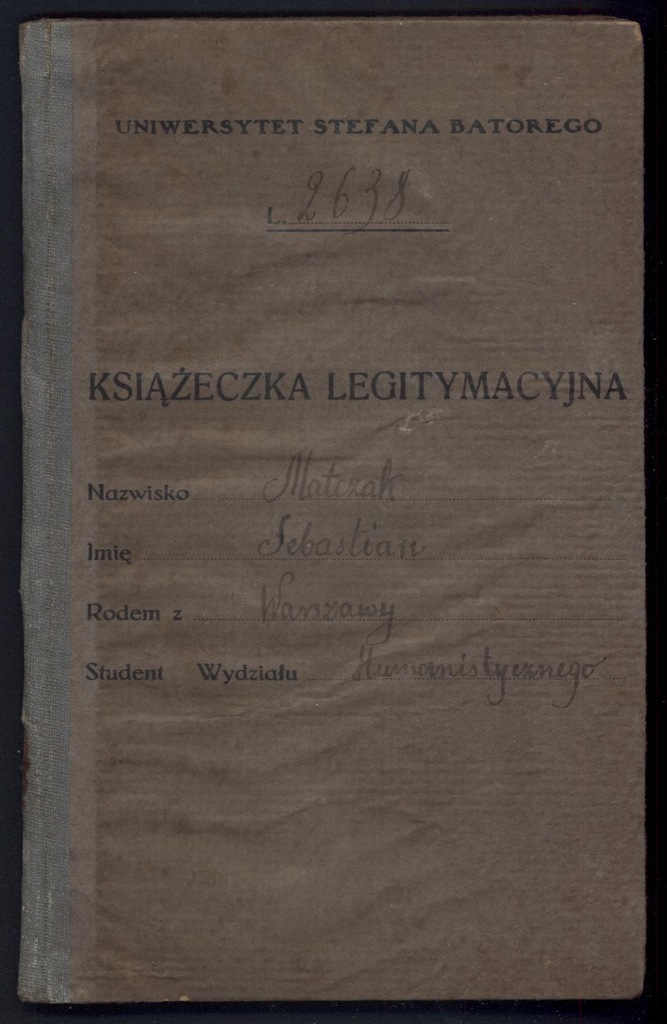 UNIWERSYTET STEFANA BATOREGO
L. 2638
KSIĄŻECZKA LEGITYMACYJNA
Nazwisko Matczak
Imię Sebastian
Rodem z Warszawy
Student Wydziału Humanistycznego